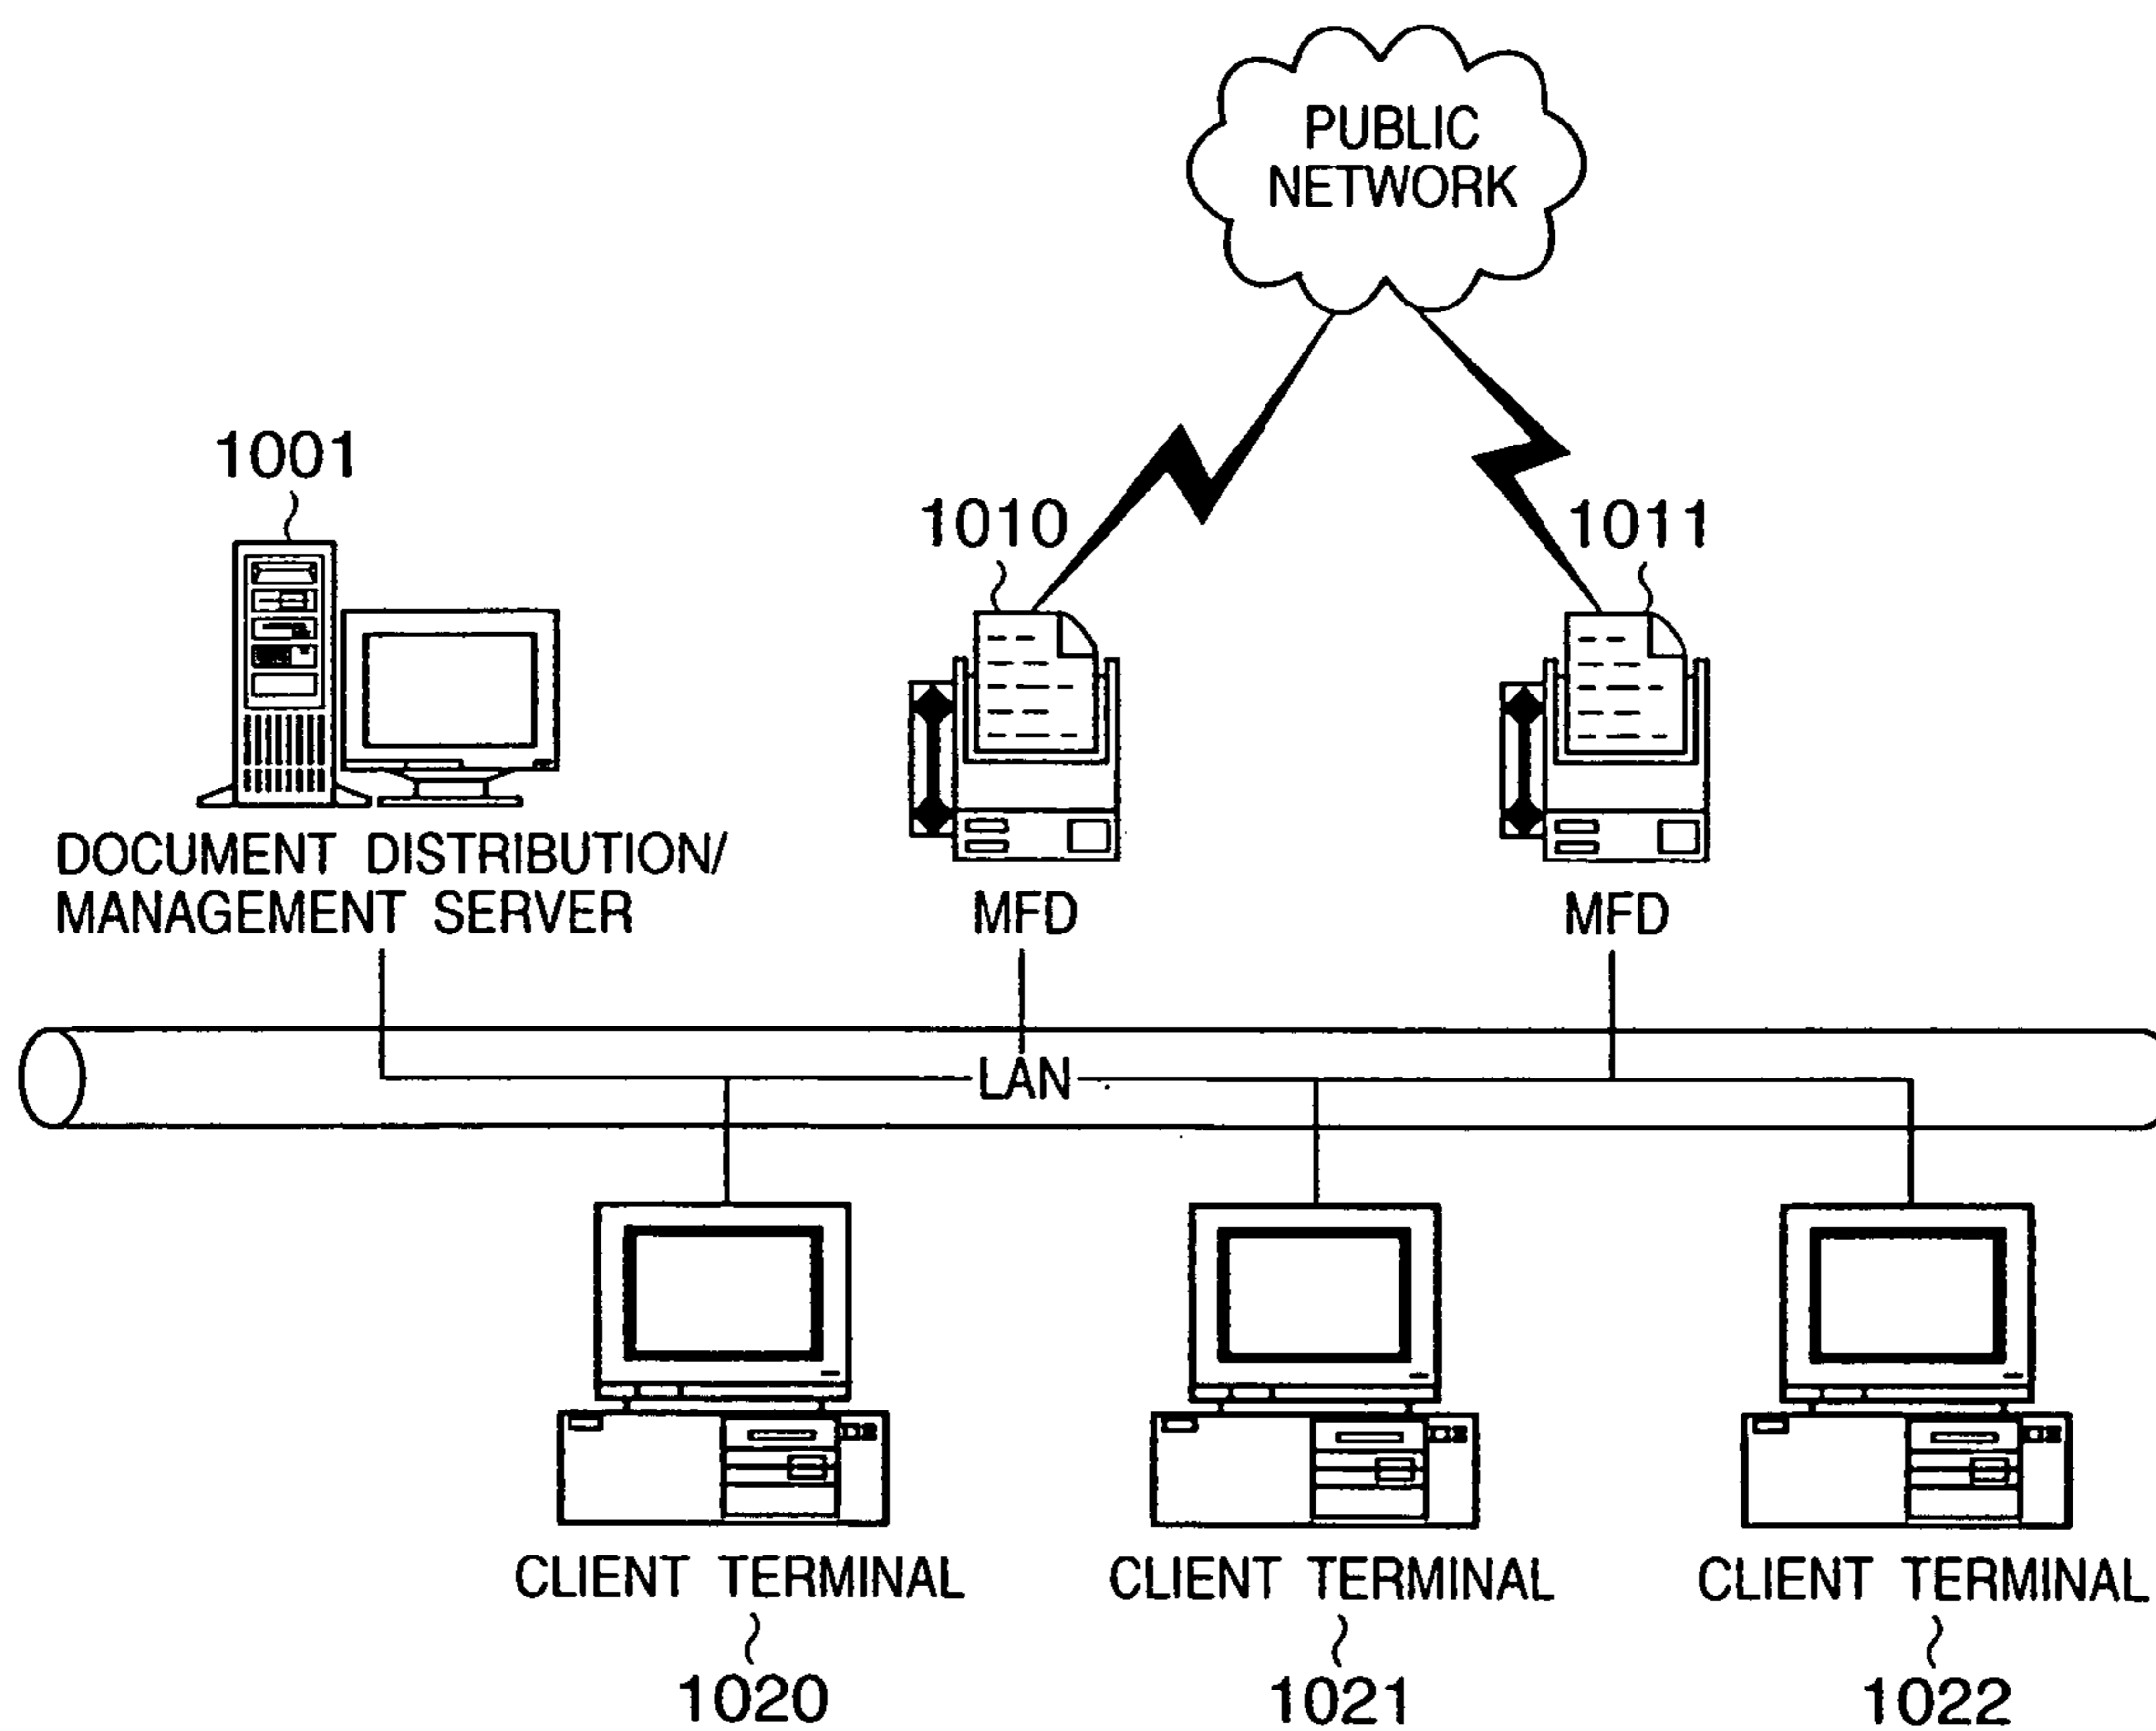 PUBLIC
NETWORK
1001
1010
1011
DOCUMENT DISTRIBUTION/
MANAGEMENT SERVER
MFD
MFD
LAN
CLIENT TERMINAL
CLIENT TERMINAL
CLIENT TERMINAL
1020
1021
1022